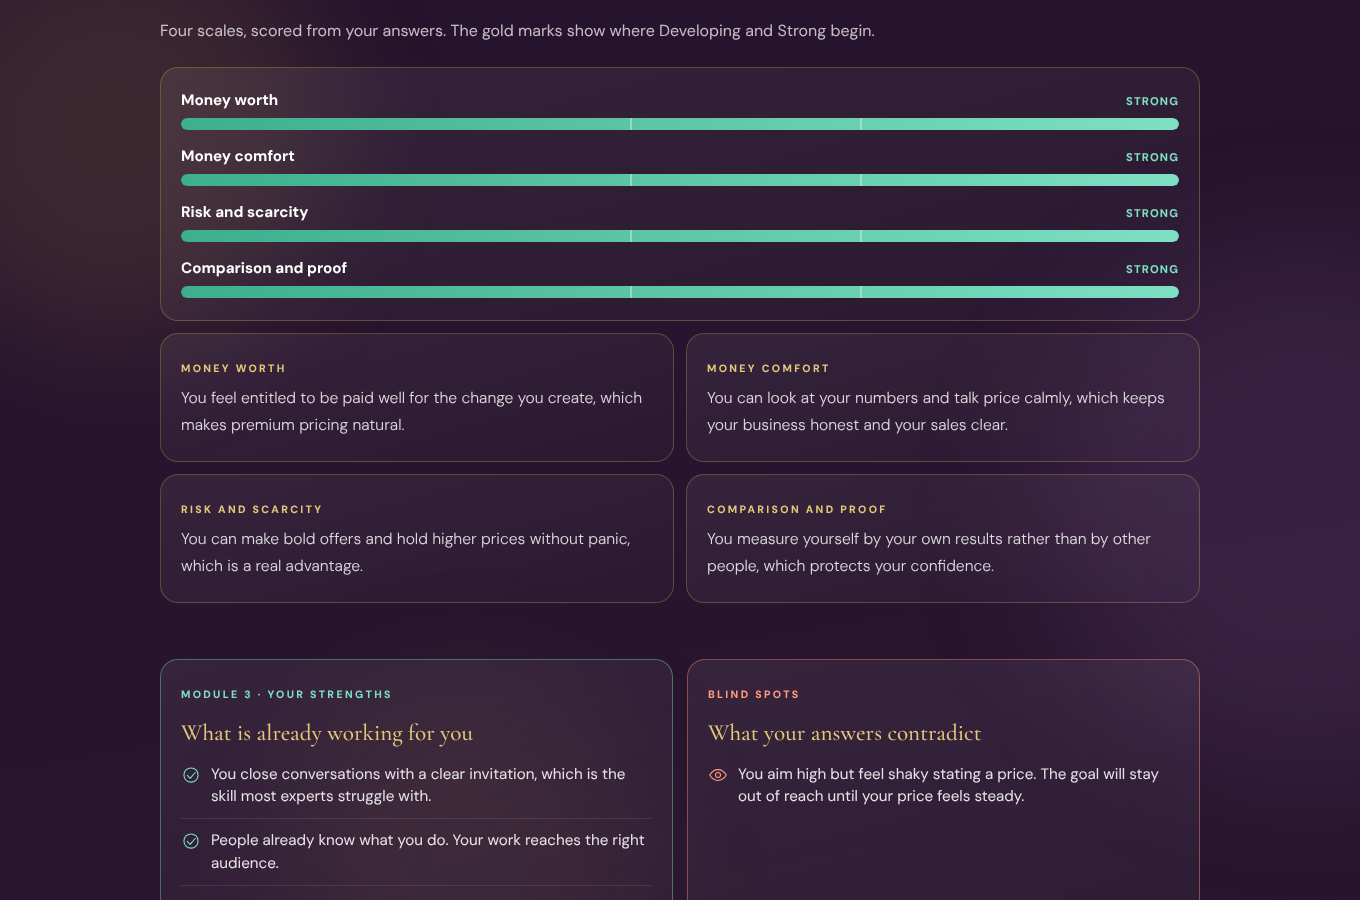 Four scales, scored from your answers. The gold marks show where Developing and Strong begin.
Money worth
STRONG
Money comfort
STRONG
Risk and scarcity
STRONG
Comparison and proof
STRONG
MONEY WORTH
You feel entitled to be paid well for the change you create, which
makes premium pricing natural.
MONEY COMFORT
You can look at your numbers and talk price calmly, which keeps
your business honest and your sales clear.
RISK AND SCARCITY
You can make bold offers and hold higher prices without panic,
which is a real advantage.
COMPARISON AND PROOF
You measure yourself by your own results rather than by other
people, which protects your confidence.
MODULE 3 · YOUR STRENGTHS
What is already working for you
You close conversations with a clear invitation, which is the
skill most experts struggle with.
People already know what you do. Your work reaches the right
audience.
BLIND SPOTS
What your answers contradict
You aim high but feel shaky stating a price. The goal will stay
out of reach until your price feels steady.